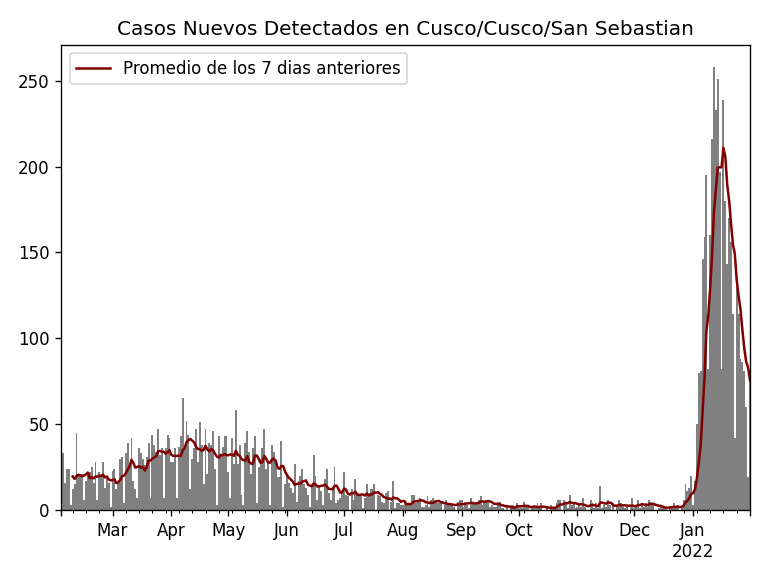 Casos Nuevos Detectados en Cusco/Cusco/San Sebastian
Promedio de los 7 dias anteriores
250
200
150
100
50
0
Mar Apr May Jun Jul Aug Sep Oct Nov Dec Jan
2022